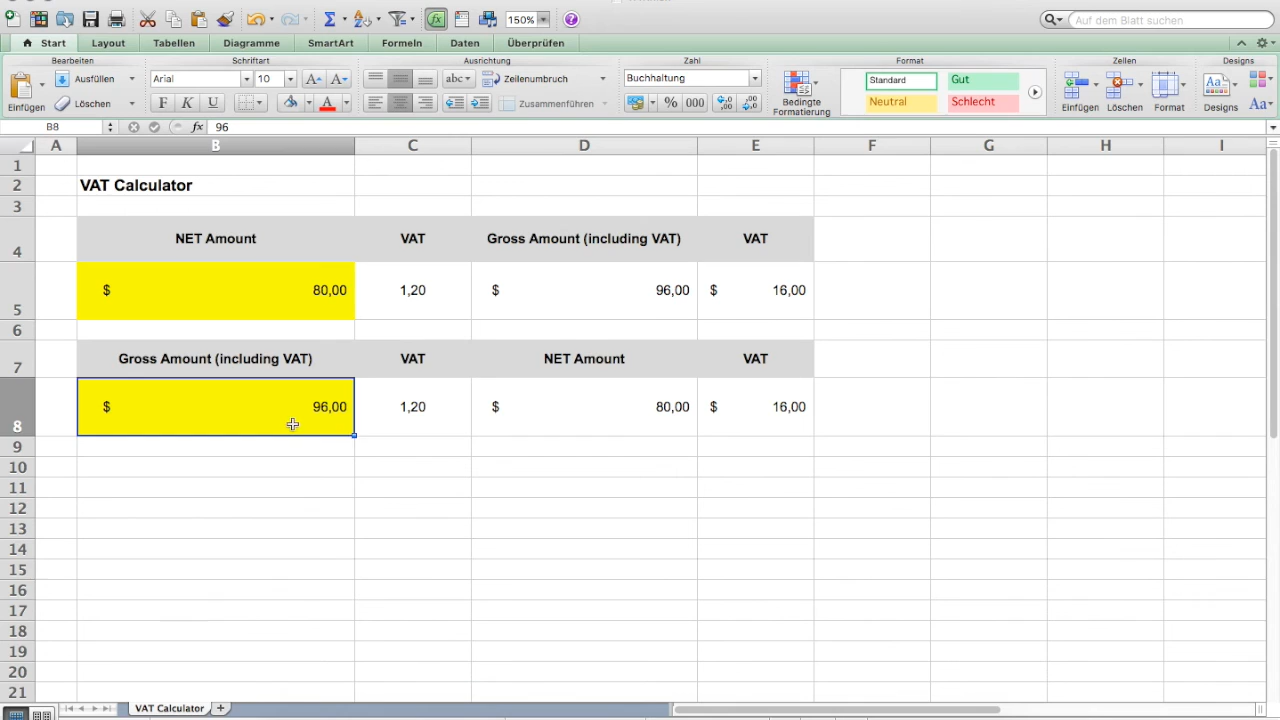 150%
Auf dem Blatt suchen
Start Layout Tabellen Diagramme SmartArt Formeln Daten Überprüfen
Bearbeiten Schriftart Ausrichtung Zahl Format Zellen Designs
Einfügen Ausfüllen Arial 10 A A abc Zeilenumbruch Buchhaltung Bedingte Formatierung Standard Gut Einfügen Löschen Format Designs Aa
Löschen F K U A Zusammenführen % 000 Neutral Schlecht
B8 fx 96
A B C D E F G H I
1
2 VAT Calculator
3
4 NET Amount VAT Gross Amount (including VAT) VAT
5 $ 80,00 1,20 $ 96,00 $ 16,00
6
7 Gross Amount (including VAT) VAT NET Amount VAT
8 $ 96,00 1,20 $ 80,00 $ 16,00
9
10
11
12
13
14
15
16
17
18
19
20
21
VAT Calculator +